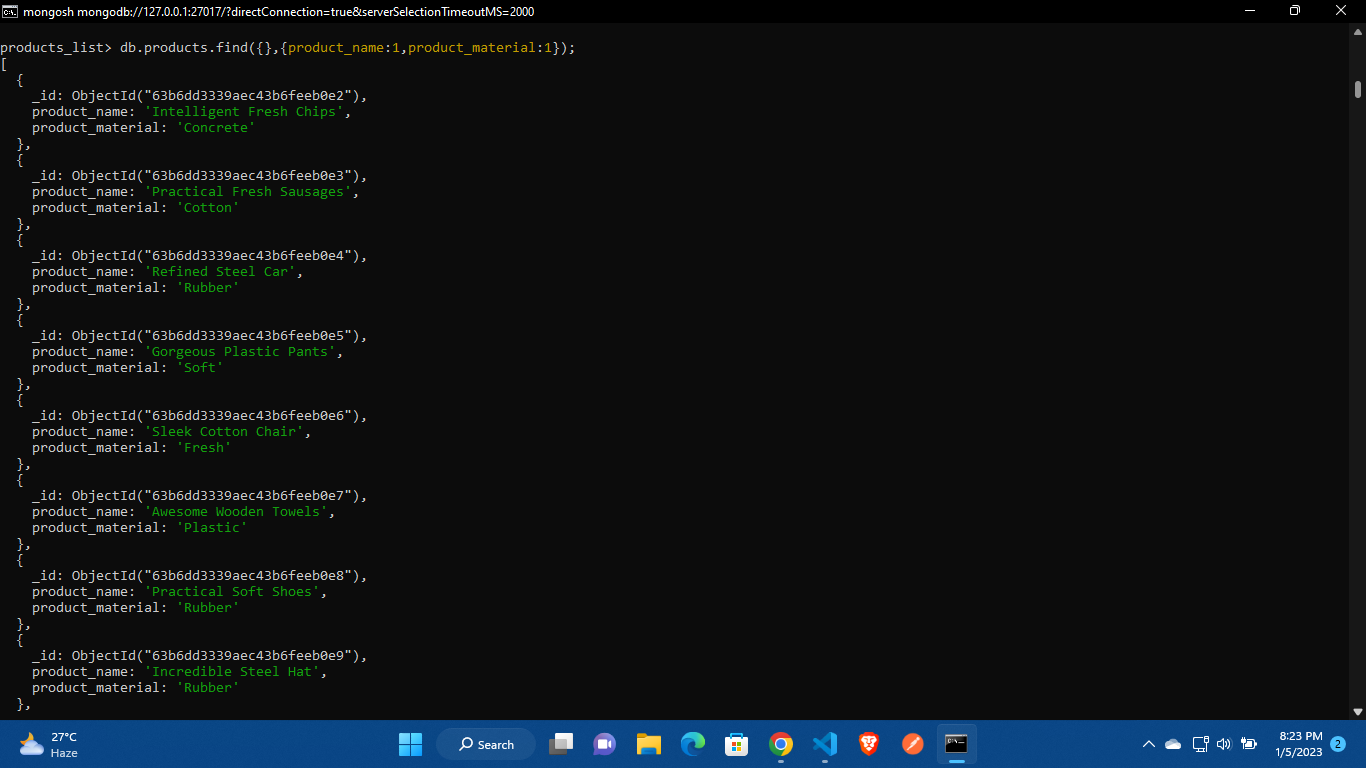 mongosh mongodb://127.0.0.1:27017/?directConnection=true&serverSelectionTimeoutMS=2000
products_list> db.products.find({},{product_name:1,product_material:1});
[
  {
    _id: ObjectId("63b6dd3339aec43b6feeb0e2"),
    product_name: 'Intelligent Fresh Chips',
    product_material: 'Concrete'
  },
  {
    _id: ObjectId("63b6dd3339aec43b6feeb0e3"),
    product_name: 'Practical Fresh Sausages',
    product_material: 'Cotton'
  },
  {
    _id: ObjectId("63b6dd3339aec43b6feeb0e4"),
    product_name: 'Refined Steel Car',
    product_material: 'Rubber'
  },
  {
    _id: ObjectId("63b6dd3339aec43b6feeb0e5"),
    product_name: 'Gorgeous Plastic Pants',
    product_material: 'Soft'
  },
  {
    _id: ObjectId("63b6dd3339aec43b6feeb0e6"),
    product_name: 'Sleek Cotton Chair',
    product_material: 'Fresh'
  },
  {
    _id: ObjectId("63b6dd3339aec43b6feeb0e7"),
    product_name: 'Awesome Wooden Towels',
    product_material: 'Plastic'
  },
  {
    _id: ObjectId("63b6dd3339aec43b6feeb0e8"),
    product_name: 'Practical Soft Shoes',
    product_material: 'Rubber'
  },
  {
    _id: ObjectId("63b6dd3339aec43b6feeb0e9"),
    product_name: 'Incredible Steel Hat',
    product_material: 'Rubber'
  },
27°C
Haze
Search
8:23 PM
1/5/2023
2